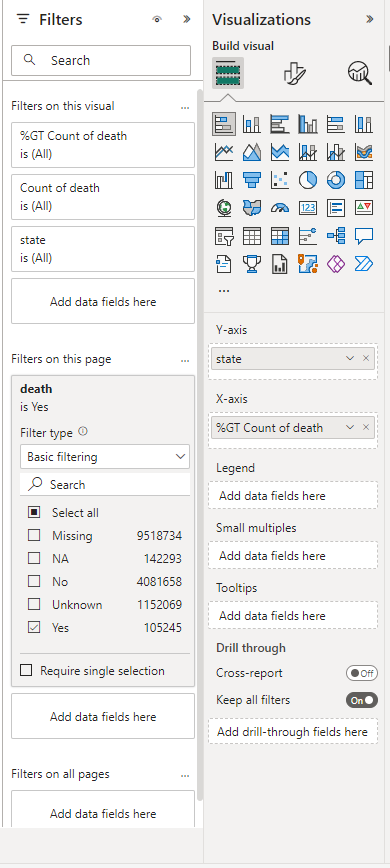 Filters
Search
Filters on this visual
...
%GT Count of death
is (All)
Count of death
is (All)
state
is (All)
Add data fields here
Filters on this page
...
death
is Yes
Filter type
Basic filtering
Search
Select all
Missing 9518734
NA 142293
No 4081658
Unknown 1152069
Yes 105245
Require single selection
Add data fields here
Filters on all pages
...
Add data fields here
Visualizations
Build visual
123
...
Y-axis
state
X-axis
%GT Count of death
Legend
Add data fields here
Small multiples
Add data fields here
Tooltips
Add data fields here
Drill through
Cross-report Off
Keep all filters On
Add drill-through fields here